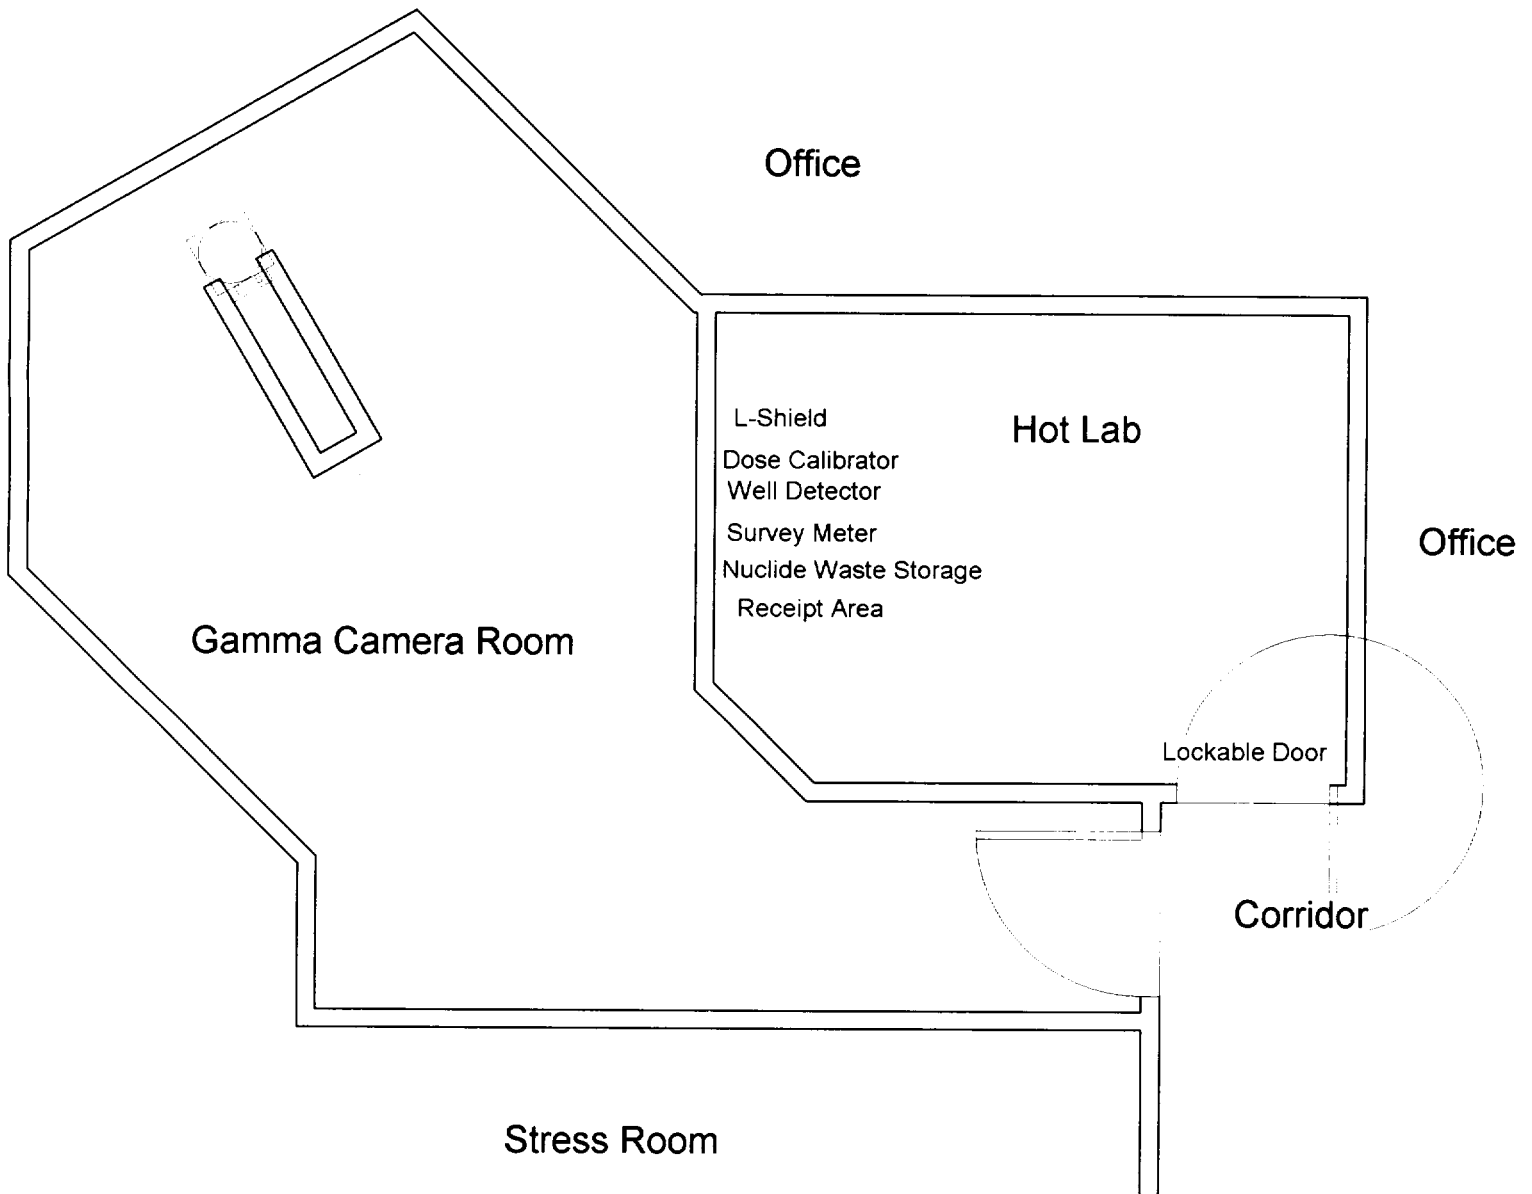 Office
L-Shield
Hot Lab
Dose Calibrator
Well Detector
Survey Meter
Office
Nuclide Waste Storage
Receipt Area
Gamma Camera Room
Lockable Door
Corridor
Stress Room